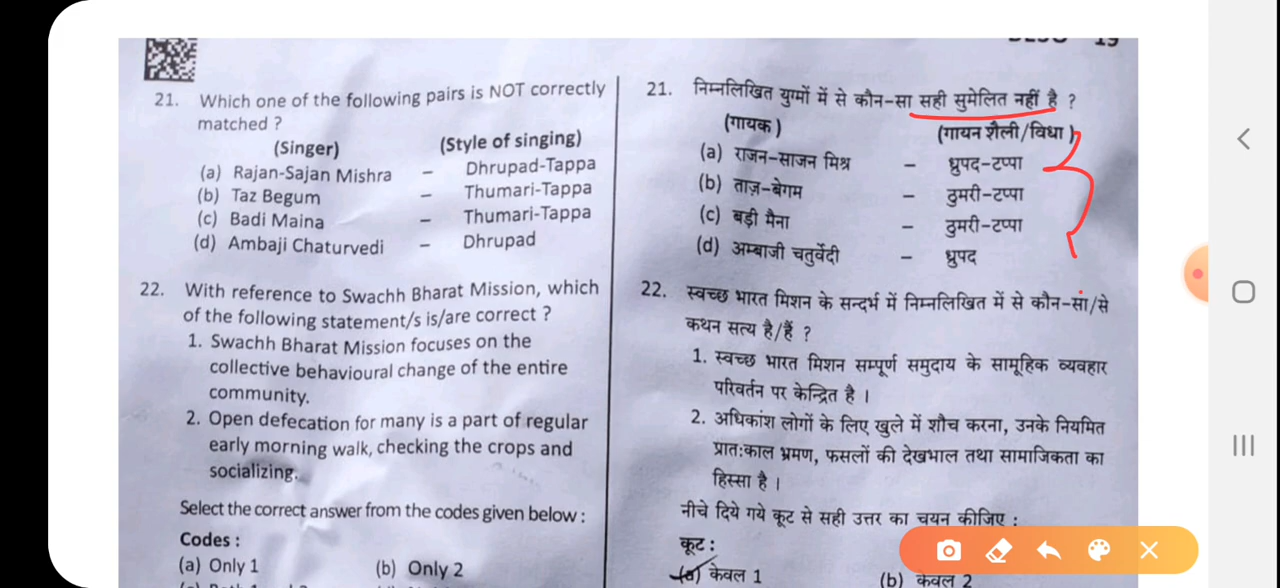 21. Which one of the following pairs is NOT correctly
matched ?
(Singer) (Style of singing)
(a) Rajan-Sajan Mishra – Dhrupad-Tappa
(b) Taz Begum – Thumari-Tappa
(c) Badi Maina – Thumari-Tappa
(d) Ambaji Chaturvedi – Dhrupad
22. With reference to Swachh Bharat Mission, which
of the following statement/s is/are correct ?
1. Swachh Bharat Mission focuses on the
collective behavioural change of the entire
community.
2. Open defecation for many is a part of regular
early morning walk, checking the crops and
socializing.
Select the correct answer from the codes given below :
Codes :
(a) Only 1 (b) Only 2
21. निम्नलिखित युग्मों में से कौन-सा सही सुमेलित नहीं है ?
(गायक) (गायन शैली/विधा)
(a) राजन-साजन मिश्र – ध्रुपद-टप्पा
(b) ताज़-बेगम – ठुमरी-टप्पा
(c) बड़ी मैना – ठुमरी-टप्पा
(d) अम्बाजी चतुर्वेदी – ध्रुपद
22. स्वच्छ भारत मिशन के सन्दर्भ में निम्नलिखित में से कौन-सा/से
कथन सत्य है/हैं ?
1. स्वच्छ भारत मिशन सम्पूर्ण समुदाय के सामूहिक व्यवहार
परिवर्तन पर केन्द्रित है ।
2. अधिकांश लोगों के लिए खुले में शौच करना, उनके नियमित
प्रात:काल भ्रमण, फसलों की देखभाल तथा सामाजिकता का
हिस्सा है ।
नीचे दिये गये कूट से सही उत्तर का चयन कीजिए :
कूट :
(a) केवल 1 (b) केवल 2